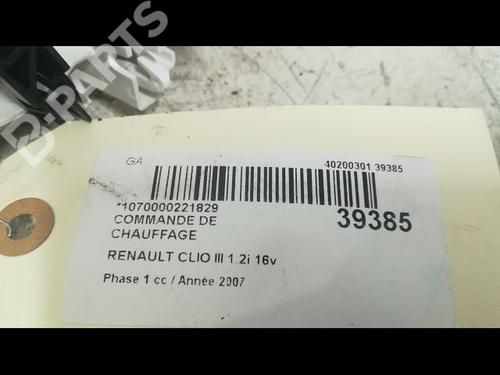 D-PARTS
GA
40200301 39385
*1070000221829
COMMANDE DE
39385
CHAUFFAGE
RENAULT CLIO III 1.2i 16v
Phase 1 cc / Année 2007